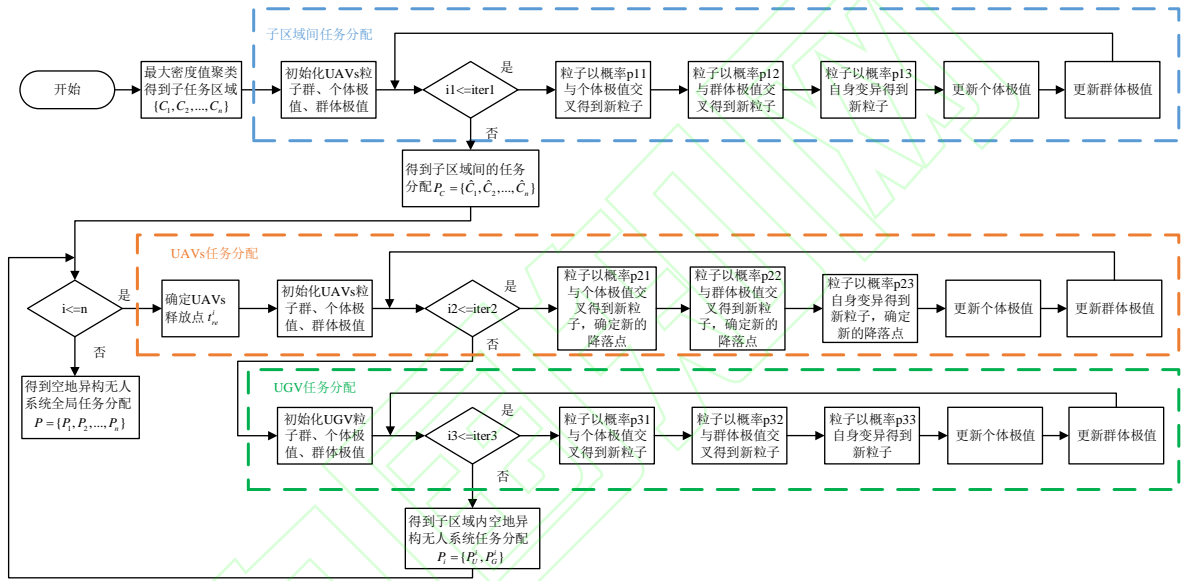 子区域间任务分配
开始
最大密度值聚类
得到子任务区域
{C₁, C₂, ..., Cₙ}
初始化UAVs粒
子群、个体极
值、群体极值
i1<=iter1
是
否
粒子以概率p11
与个体极值交
叉得到新粒子
粒子以概率p12
与群体极值交
叉得到新粒子
粒子以概率p13
自身变异得到
新粒子
更新个体极值
更新群体极值
得到子区域间的任务
分配P_C = {Ĉ₁, Ĉ₂, ..., Ĉₙ}
UAVs任务分配
i<=n
是
否
确定UAVs
释放点 t_{re}^{i}
初始化UAVs粒
子群、个体极
值、群体极值
i2<=iter2
是
否
粒子以概率p21
与个体极值交
叉得到新粒
子，确定新的
降落点
粒子以概率p22
与群体极值交
叉得到新粒
子，确定新的
降落点
粒子以概率p23
自身变异得到
新粒子，确定
新的降落点
更新个体极值
更新群体极值
得到空地异构无人
系统全局任务分配
P = {P₁, P₂, ..., Pₙ}
UGV任务分配
初始化UGV粒
子群、个体极
值、群体极值
i3<=iter3
是
否
粒子以概率p31
与个体极值交
叉得到新粒子
粒子以概率p32
与群体极值交
叉得到新粒子
粒子以概率p33
自身变异得到
新粒子
更新个体极值
更新群体极值
得到子区域内空地异
构无人系统任务分配
P_i = {P_U^i, P_G^i}